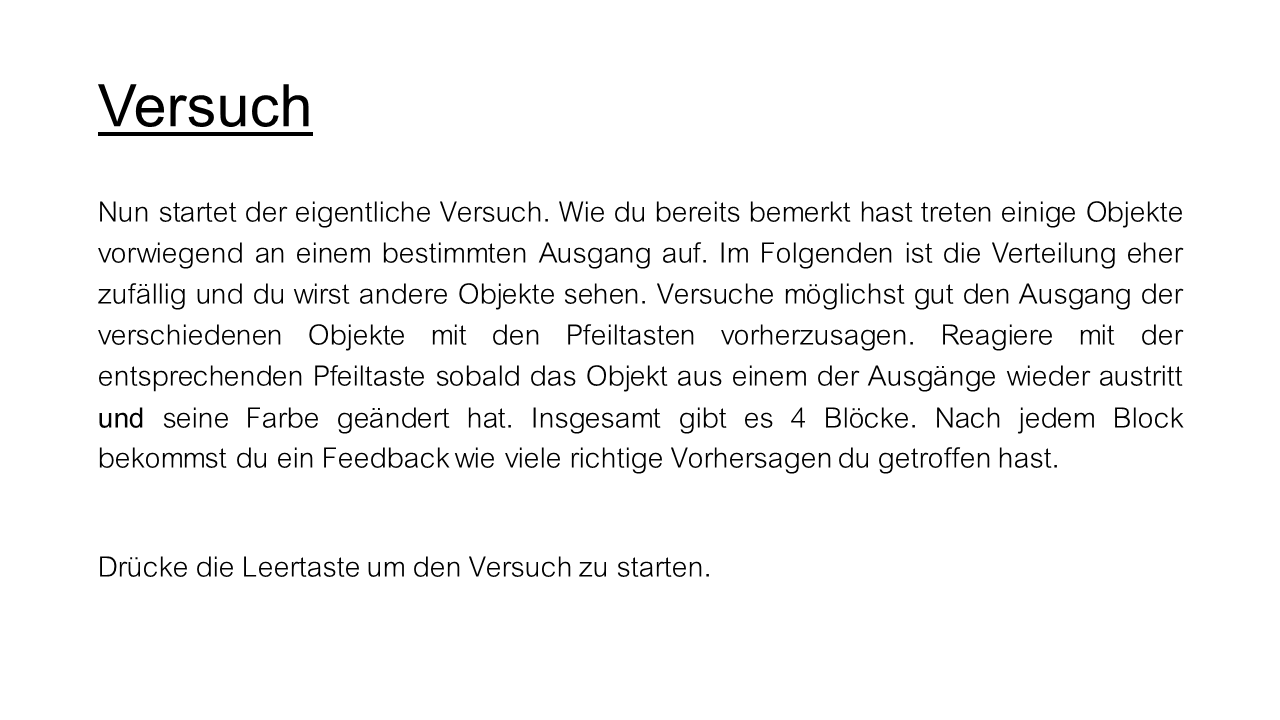 Versuch
Nun startet der eigentliche Versuch. Wie du bereits bemerkt hast treten einige Objekte
vorwiegend an einem bestimmten Ausgang auf. Im Folgenden ist die Verteilung eher
zufällig und du wirst andere Objekte sehen. Versuche möglichst gut den Ausgang der
verschiedenen Objekte mit den Pfeiltasten vorherzusagen. Reagiere mit der
entsprechenden Pfeiltaste sobald das Objekt aus einem der Ausgänge wieder austritt
und seine Farbe geändert hat. Insgesamt gibt es 4 Blöcke. Nach jedem Block
bekommst du ein Feedback wie viele richtige Vorhersagen du getroffen hast.
Drücke die Leertaste um den Versuch zu starten.